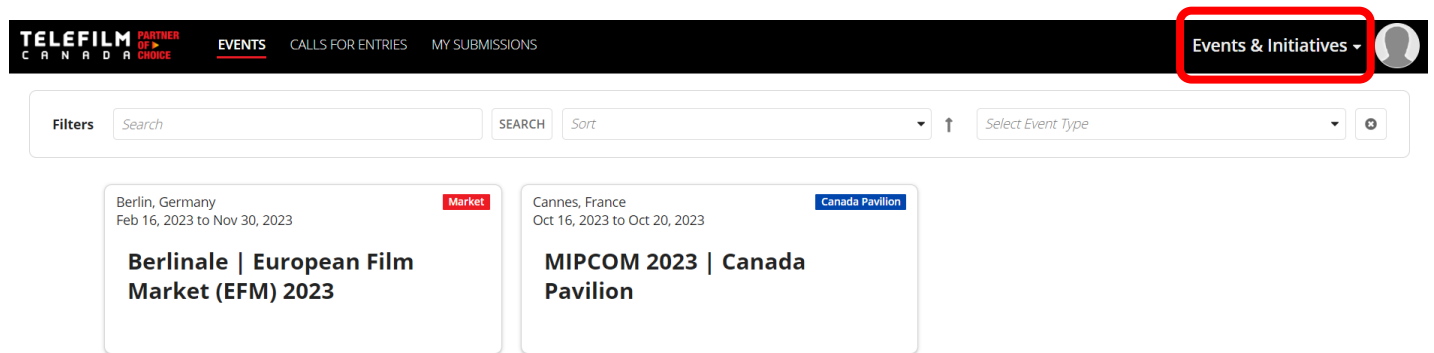 TELEFILM PARTNER
OF
CANADA CHOICE
EVENTS CALLS FOR ENTRIES MY SUBMISSIONS
Events & Initiatives
Filters Search SEARCH Sort Select Event Type
Berlin, Germany Market
Feb 16, 2023 to Nov 30, 2023
Berlinale | European Film
Market (EFM) 2023
Cannes, France Canada Pavilion
Oct 16, 2023 to Oct 20, 2023
MIPCOM 2023 | Canada
Pavilion